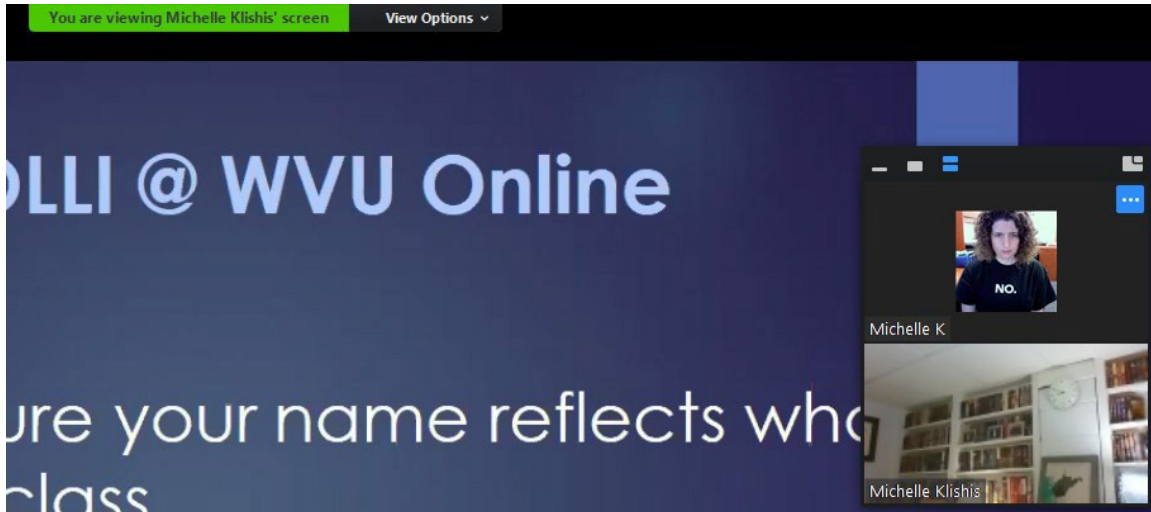 You are viewing Michelle Klishis' screen
View Options
OLLI @ WVU Online
ure your name reflects who
class
NO.
Michelle K
Michelle Klishis